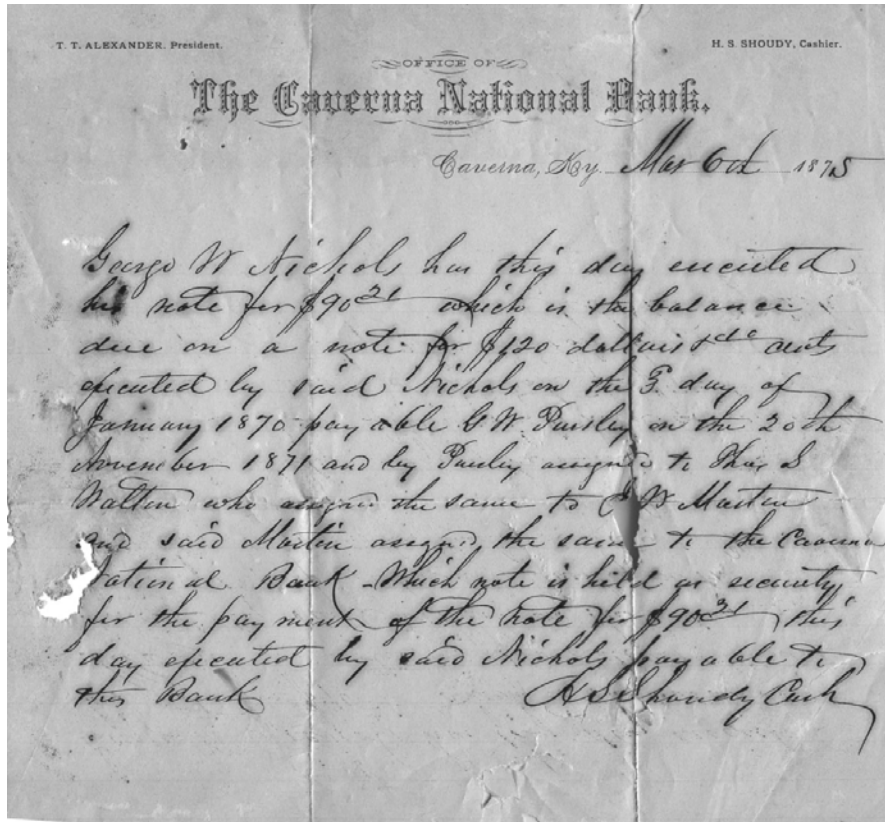 T. T. ALEXANDER. President.
H. S. SHOUDY, Cashier.
OFFICE OF
The Caverna National Bank.
Caverna, Ky. Mar 6th 1875
George W Nichols has this day executed
his note for $90 21 which is the balance
due on a note for $120 dollars & cents
executed by said Nichols on the 3. day of
January 1870 payable G. W. Pursley on the 20th
November 1871 and by Pursley assigned to Thos S
Walton who assigned the same to J W Martin
and said Martin assigned the same to the Caverna
National Bank - Which note is held as security
for the payment of the note for $90 21 this
day executed by said Nichols payable to
this Bank
H S Shoudy Cash